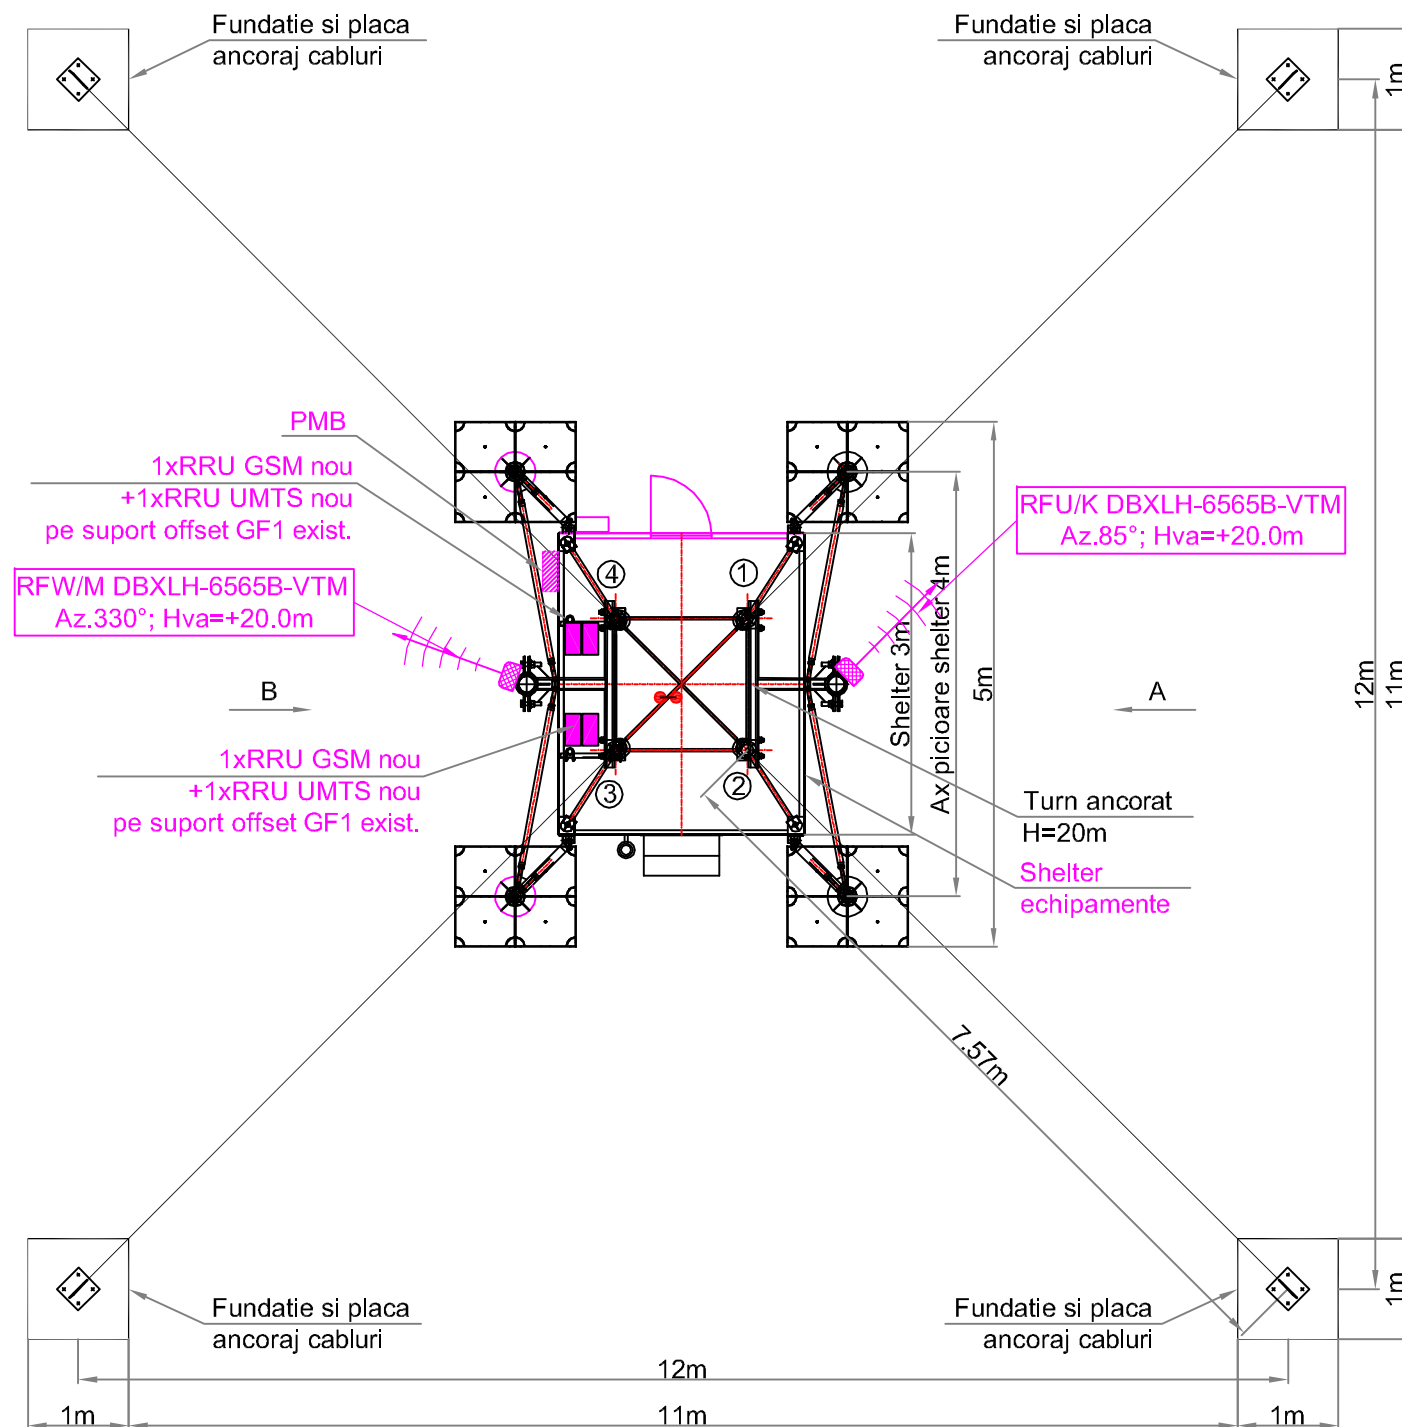 Fundatie si placa
ancoraj cabluri
Fundatie si placa
ancoraj cabluri
1m
PMB
1xRRU GSM nou
+1xRRU UMTS nou
pe suport offset GF1 exist.
RFW/M DBXLH-6565B-VTM
Az.330°; Hva=+20.0m
RFU/K DBXLH-6565B-VTM
Az.85°; Hva=+20.0m
4
1
B
A
Shelter 3m
Ax picioare shelter 4m
5m
12m
11m
1xRRU GSM nou
+1xRRU UMTS nou
pe suport offset GF1 exist.
3
2
Turn ancorat
H=20m
Shelter
echipamente
7.57m
Fundatie si placa
ancoraj cabluri
Fundatie si placa
ancoraj cabluri
1m
12m
1m
11m
1m